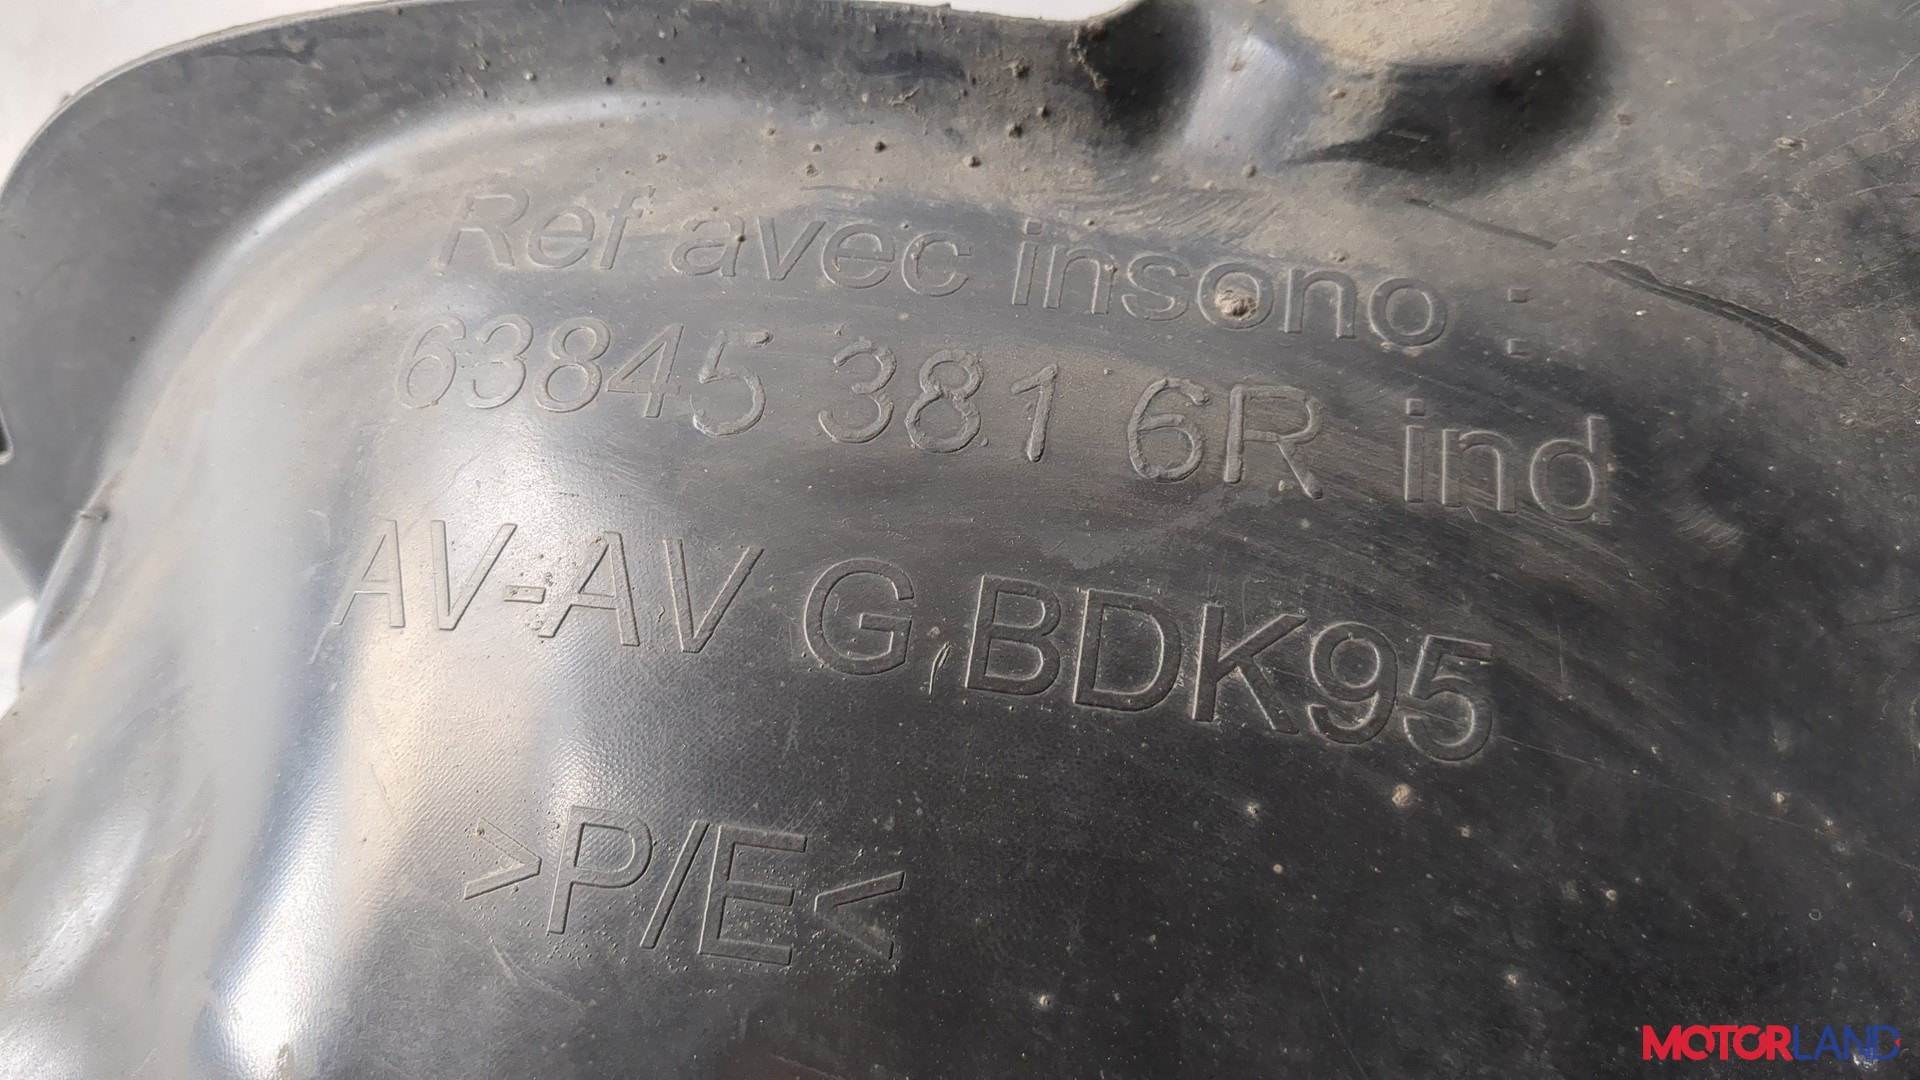 Ref avec insono :
63845 381 6R ind
AV-AV G BDK95
>P/E<
MOTORLAND